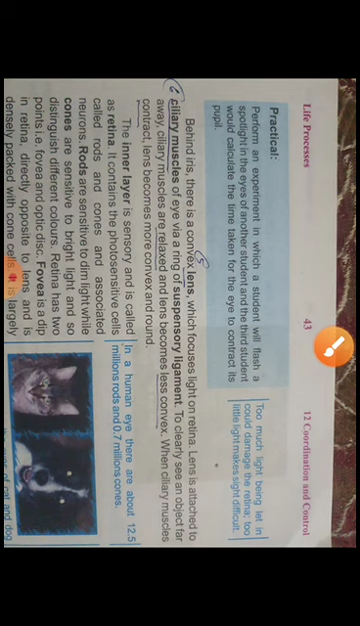 Life Processes
43
12 Coordination and Control
Practical:
Perform an experiment in which a student will flash a
spotlight in the eyes of another student and the third student
would calculate the time taken for the eye to contract its
pupil.
Too much light being let in
could damage the retina; too
little light makes sight difficult.
Behind iris, there is a convex lens, which focuses light on retina. Lens is attached to
ciliary muscles of eye via a ring of suspensory ligament. To clearly see an object far
away, ciliary muscles are relaxed and lens becomes less convex. When ciliary muscles
contract, lens becomes more convex and round.
The inner layer is sensory and is called
as retina. It contains the photosensitive cells
called rods and cones and associated
neurons. Rods are sensitive to dim light while
cones are sensitive to bright light and so
distinguish different colours. Retina has two
points i.e. fovea and optic disc. Fovea is a dip
in retina, directly opposite to lens and is
densely packed with cone cells. It is largely
In a human eye there are about 12.5
millions rods and 0.7 millions cones.
of cat and dog